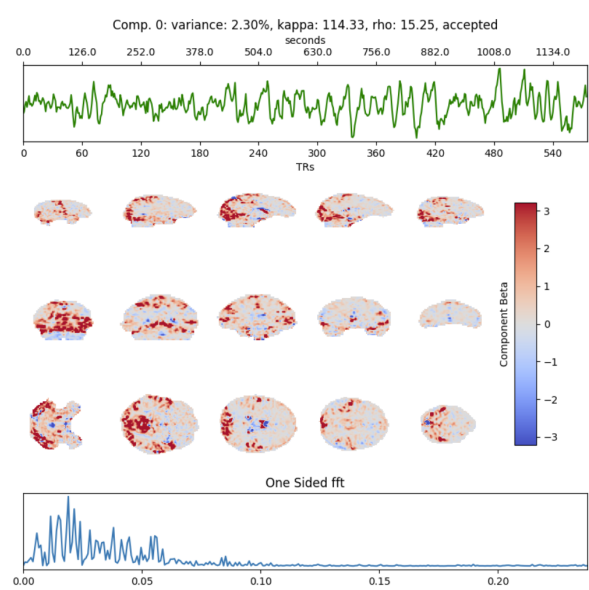 Comp. 0: variance: 2.30%, kappa: 114.33, rho: 15.25, accepted
seconds
0.0 126.0 252.0 378.0 504.0 630.0 756.0 882.0 1008.0 1134.0
0 60 120 180 240 300 360 420 480 540
TRs
3
2
1
0
−1
−2
−3
Component Beta
One Sided fft
0.00 0.05 0.10 0.15 0.20